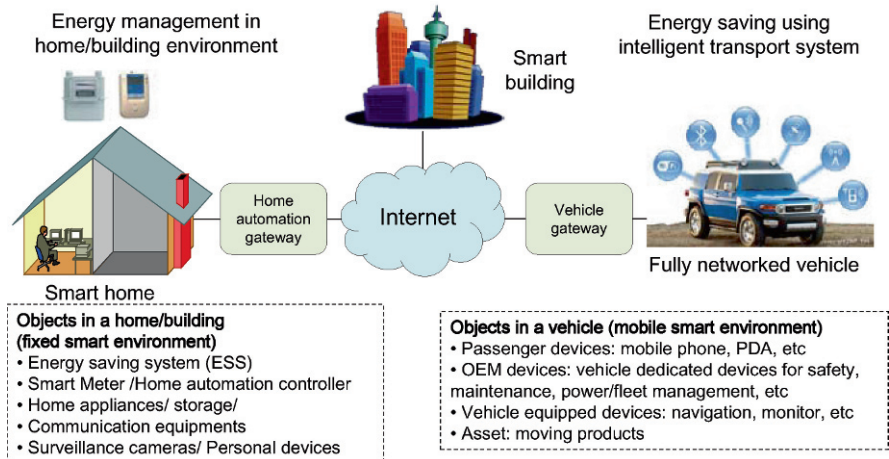 Energy management in
home/building environment
Smart
building
Energy saving using
intelligent transport system
Home
automation
gateway
Internet
Vehicle
gateway
Smart home
Fully networked vehicle
Objects in a home/building
(fixed smart environment)
• Energy saving system (ESS)
• Smart Meter /Home automation controller
• Home appliances/ storage/
• Communication equipments
• Surveillance cameras/ Personal devices
Objects in a vehicle (mobile smart environment)
• Passenger devices: mobile phone, PDA, etc
• OEM devices: vehicle dedicated devices for safety,
maintenance, power/fleet management, etc
• Vehicle equipped devices: navigation, monitor, etc
• Asset: moving products